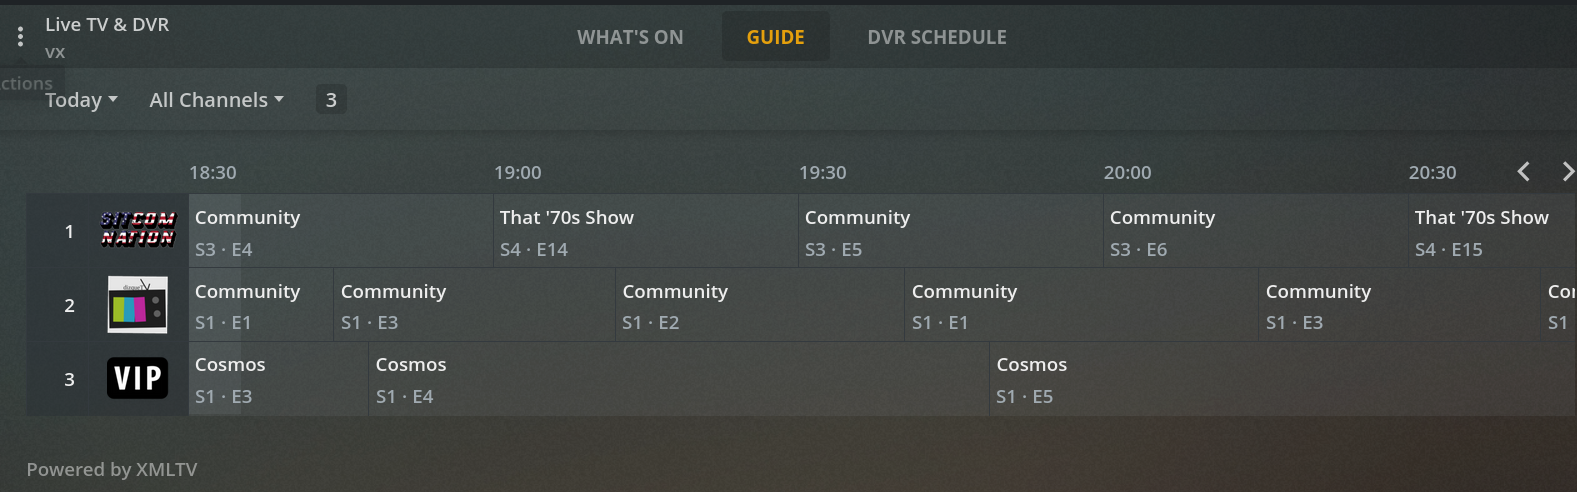 Live TV & DVR
vx
WHAT'S ON
GUIDE
DVR SCHEDULE
ctions
Today
All Channels
3
18:30
19:00
19:30
20:00
20:30
1
SITCOM
NATION
Community
S3 · E4
That '70s Show
S4 · E14
Community
S3 · E5
Community
S3 · E6
That '70s Show
S4 · E15
2
Community
S1 · E1
Community
S1 · E3
Community
S1 · E2
Community
S1 · E1
Community
S1 · E3
Co
S1
3
VIP
Cosmos
S1 · E3
Cosmos
S1 · E4
Cosmos
S1 · E5
Powered by XMLTV